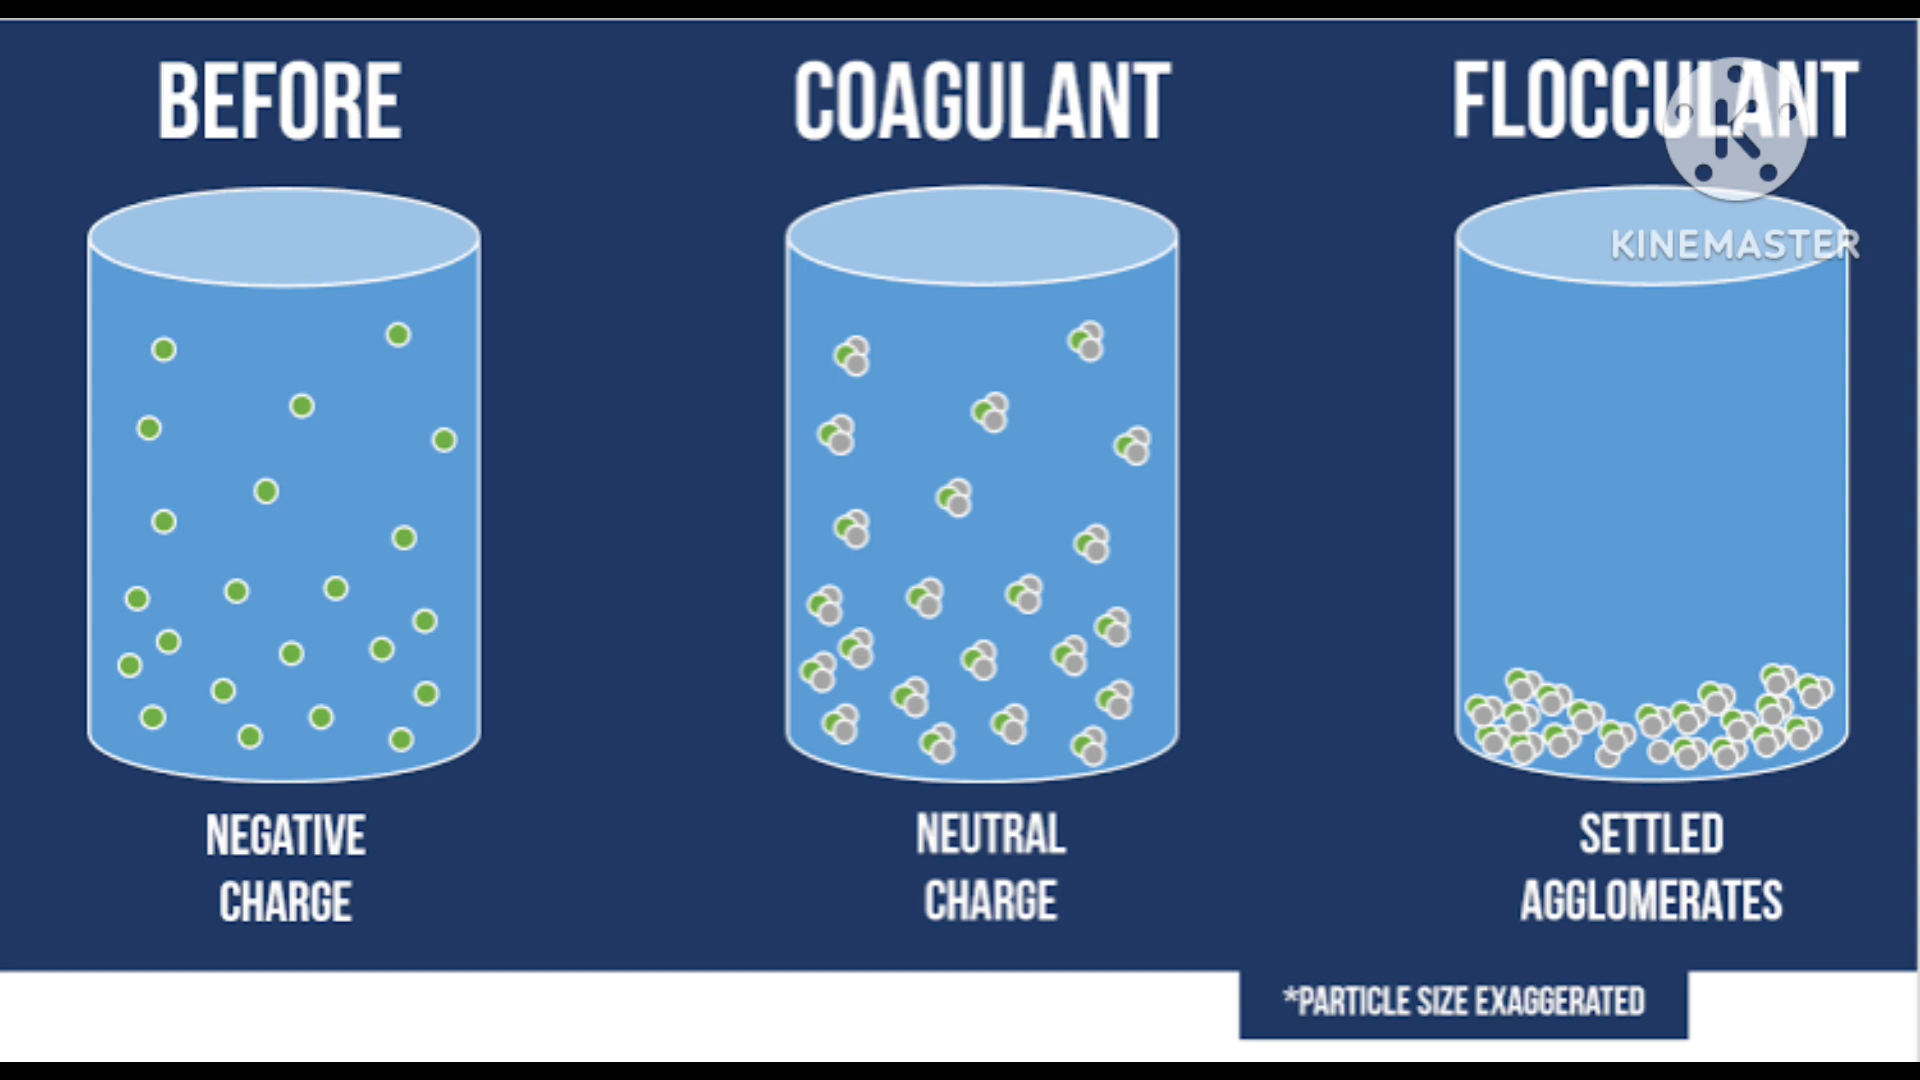 BEFORE
COAGULANT
FLOCCULANT
KINEMASTER
NEGATIVE
CHARGE
NEUTRAL
CHARGE
SETTLED
AGGLOMERATES
*PARTICLE SIZE EXAGGERATED